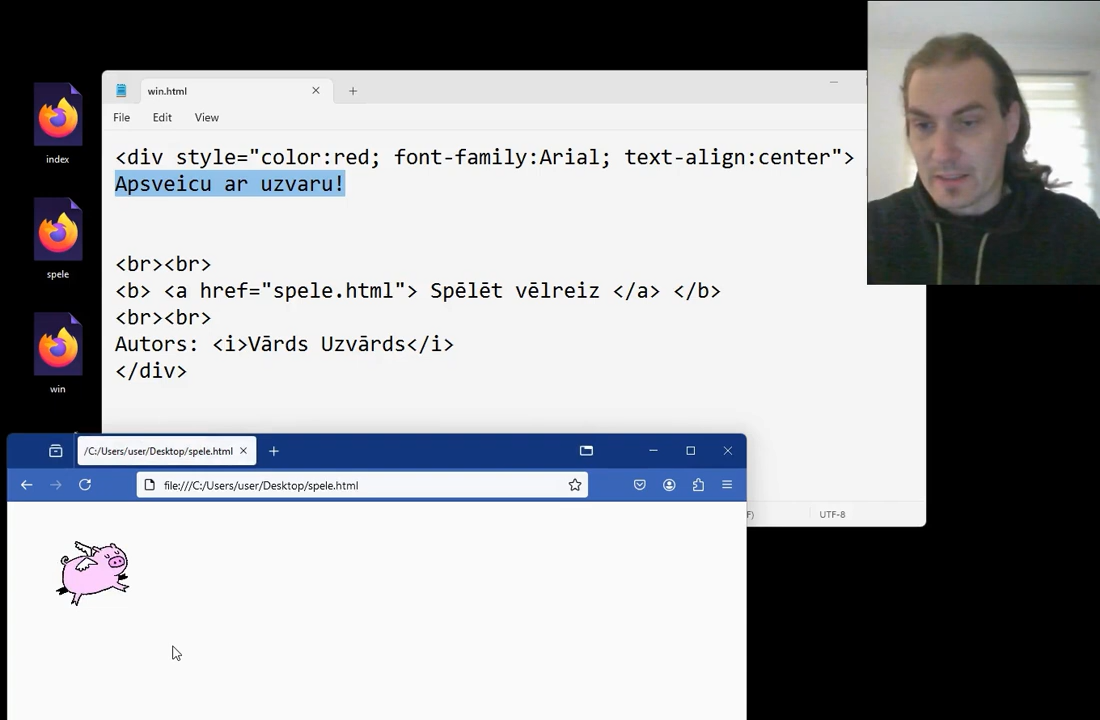 index
spele
win
win.html
File Edit View
<div style="color:red; font-family:Arial; text-align:center">
Apsveicu ar uzvaru!
<br><br>
<b> <a href="spele.html"> Spēlēt vēlreiz </a> </b>
<br><br>
Autors: <i>Vārds Uzvārds</i>
</div>
F) UTF-8
/C:/Users/user/Desktop/spele.html
file:///C:/Users/user/Desktop/spele.html